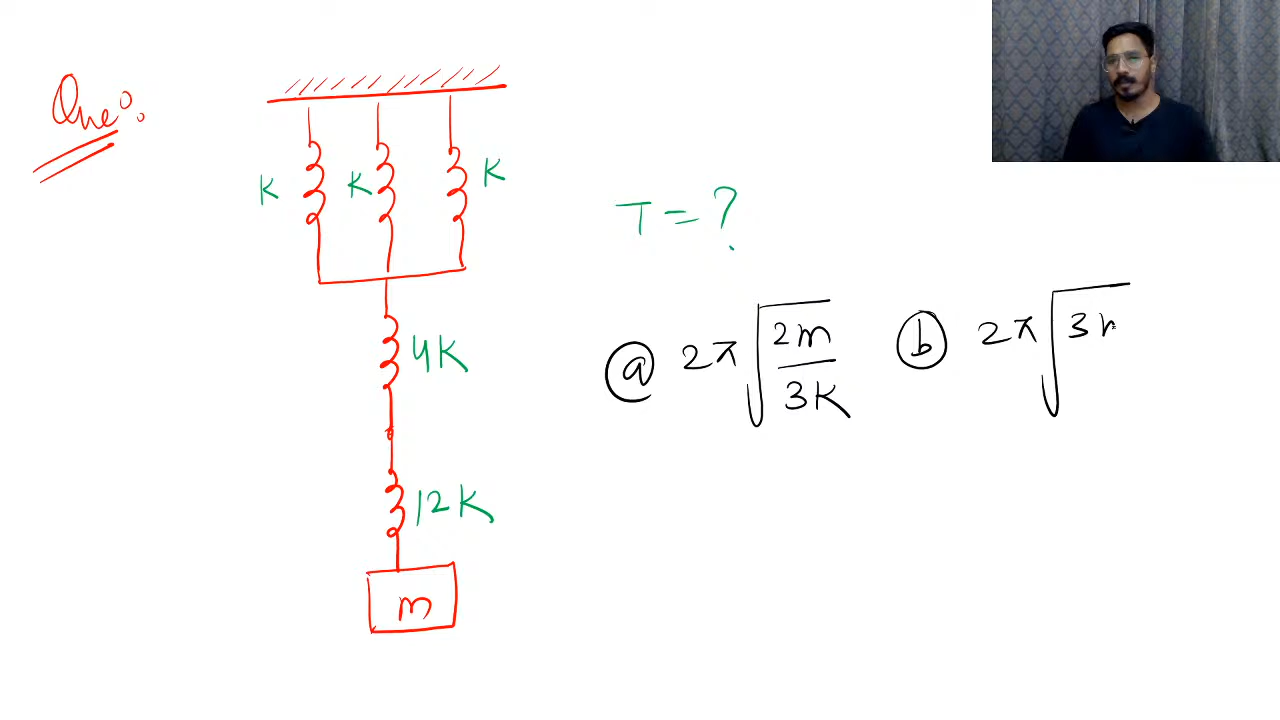 Que:
K K K
T = ?
4K
ⓐ 2π√(2m/3K) ⓑ 2π√(3
12K
m